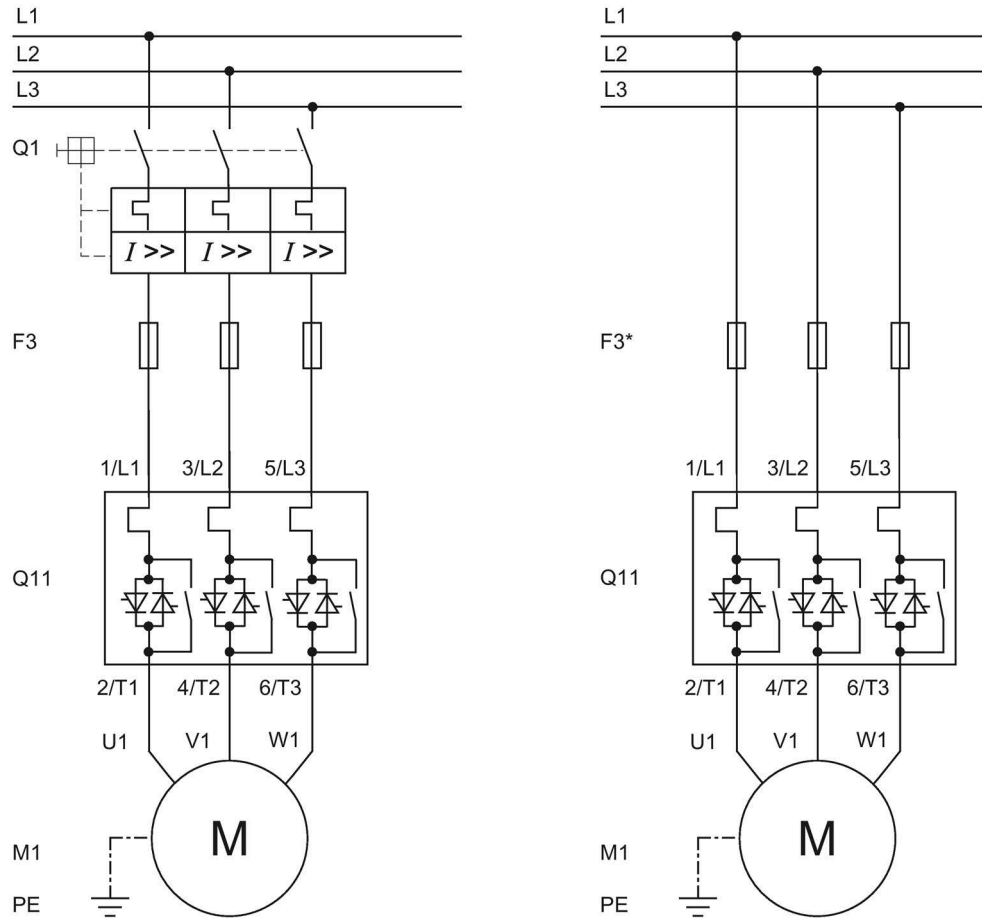 L1
L2
L3
Q1
I >> I >> I >>
F3
1/L1 3/L2 5/L3
Q11
2/T1 4/T2 6/T3
U1 V1 W1
M
M1
PE
L1
L2
L3
F3*
1/L1 3/L2 5/L3
Q11
2/T1 4/T2 6/T3
U1 V1 W1
M
M1
PE